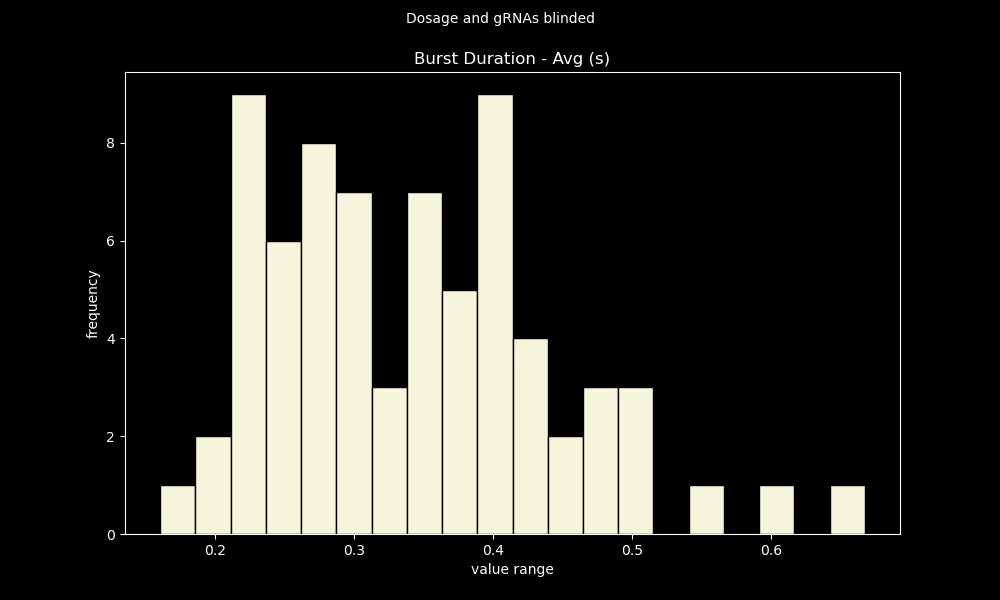 Dosage and gRNAs blinded
Burst Duration - Avg (s)
8
6
4
2
0
frequency
0.2 0.3 0.4 0.5 0.6
value range